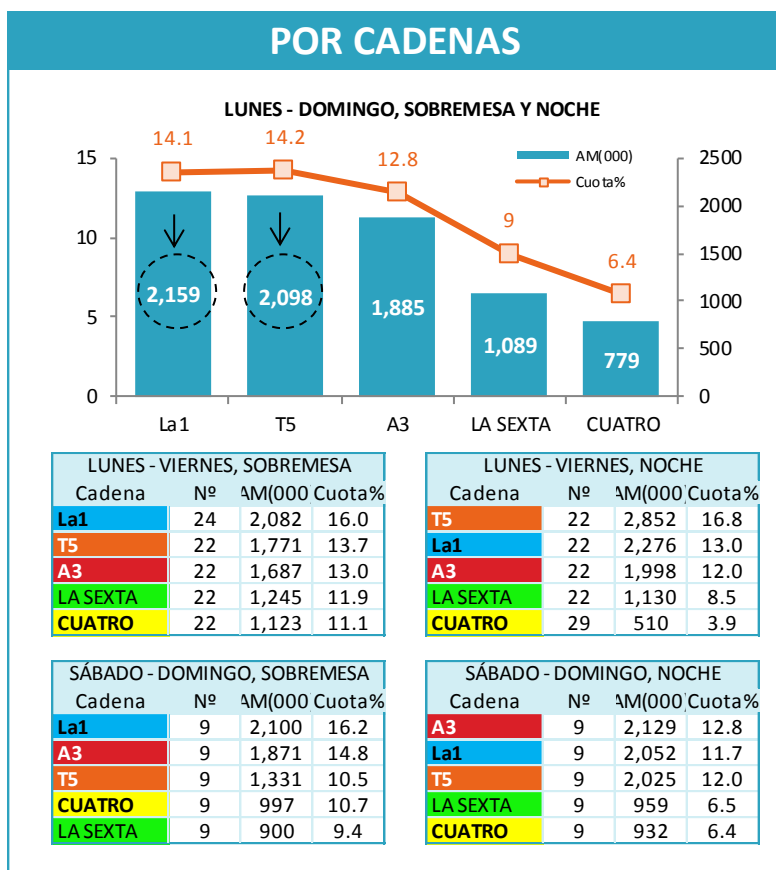 POR CADENAS
LUNES - DOMINGO, SOBREMESA Y NOCHE
14.1 14.2 12.8 9 6.4
AM(000)
Cuota%
15
10
5
0
2500
2000
1500
1000
500
0
2,159 2,098 1,885 1,089 779
La1 T5 A3 LA SEXTA CUATRO
LUNES - VIERNES, SOBREMESA
Cadena Nº AM(000) Cuota%
La1 24 2,082 16.0
T5 22 1,771 13.7
A3 22 1,687 13.0
LA SEXTA 22 1,245 11.9
CUATRO 22 1,123 11.1
LUNES - VIERNES, NOCHE
Cadena Nº AM(000) Cuota%
T5 22 2,852 16.8
La1 22 2,276 13.0
A3 22 1,998 12.0
LA SEXTA 22 1,130 8.5
CUATRO 29 510 3.9
SÁBADO - DOMINGO, SOBREMESA
Cadena Nº AM(000) Cuota%
La1 9 2,100 16.2
A3 9 1,871 14.8
T5 9 1,331 10.5
CUATRO 9 997 10.7
LA SEXTA 9 900 9.4
SÁBADO - DOMINGO, NOCHE
Cadena Nº AM(000) Cuota%
A3 9 2,129 12.8
La1 9 2,052 11.7
T5 9 2,025 12.0
LA SEXTA 9 959 6.5
CUATRO 9 932 6.4